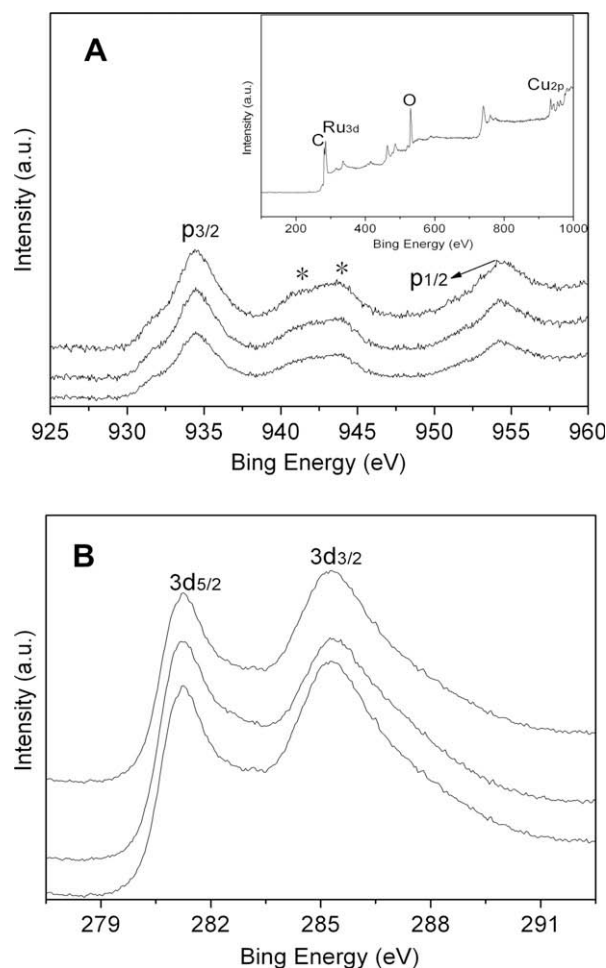 A
Intensity (a.u.)
C
Ru3d
O
Cu2p
200 400 600 800 1000
Bing Energy (eV)
Intensity (a.u.)
p3/2
* *
p1/2
925 930 935 940 945 950 955 960
Bing Energy (eV)
B
Intensity (a.u.)
3d5/2
3d3/2
279 282 285 288 291
Bing Energy (eV)